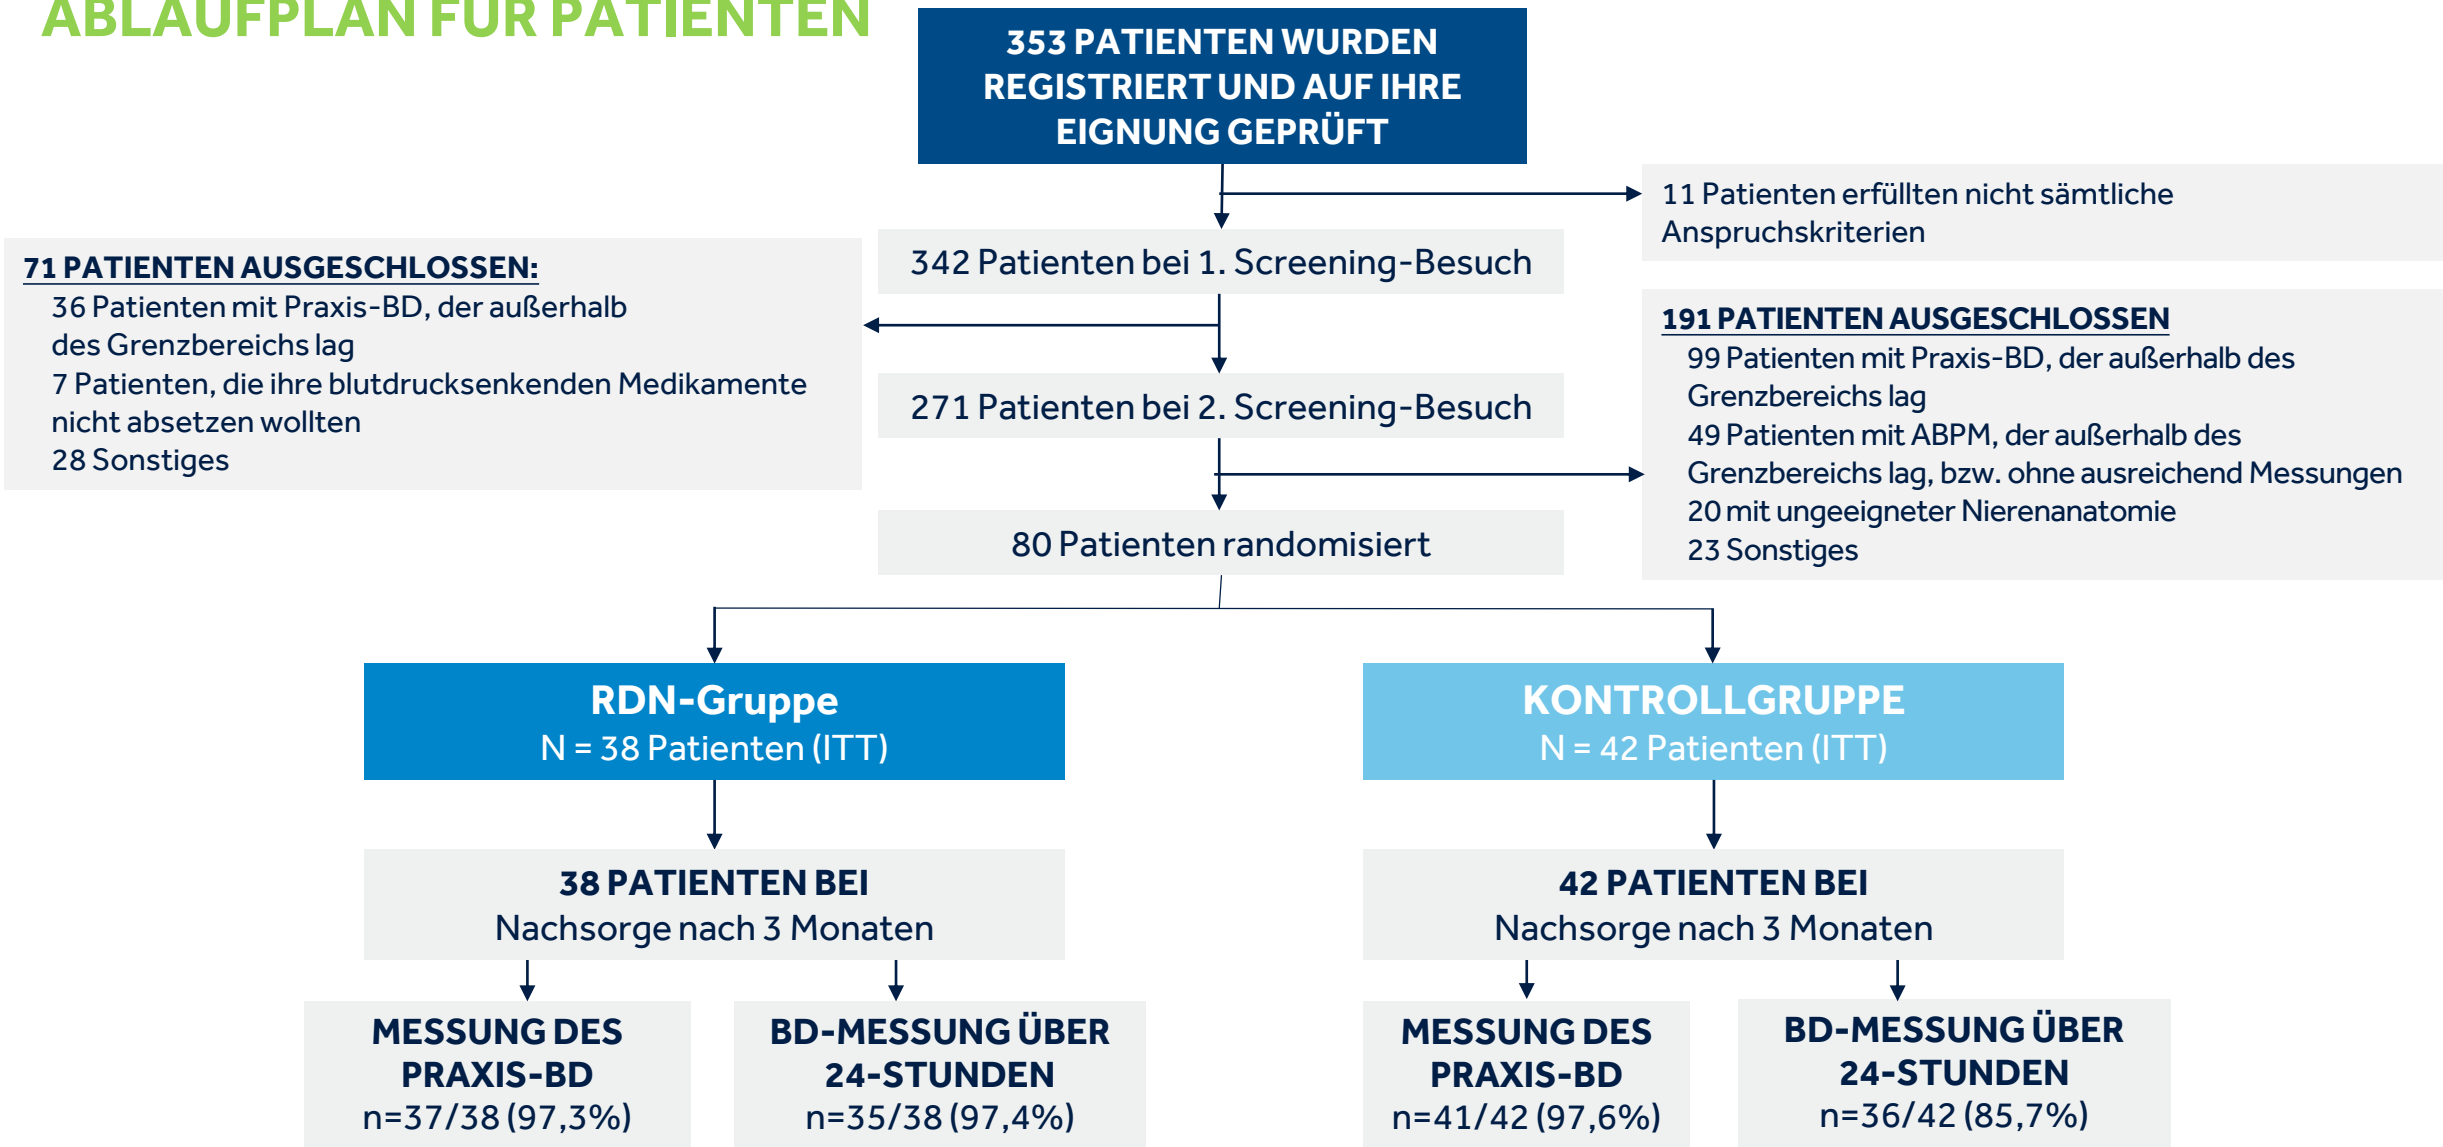 ABLAUFPLAN FÜR PATIENTEN
353 PATIENTEN WURDEN
REGISTRIERT UND AUF IHRE
EIGNUNG GEPRÜFT
11 Patienten erfüllten nicht sämtliche
Anspruchskriterien
342 Patienten bei 1. Screening-Besuch
71 PATIENTEN AUSGESCHLOSSEN:
36 Patienten mit Praxis-BD, der außerhalb
des Grenzbereichs lag
7 Patienten, die ihre blutdrucksenkenden Medikamente
nicht absetzen wollten
28 Sonstiges
271 Patienten bei 2. Screening-Besuch
191 PATIENTEN AUSGESCHLOSSEN
99 Patienten mit Praxis-BD, der außerhalb des
Grenzbereichs lag
49 Patienten mit ABPM, der außerhalb des
Grenzbereichs lag, bzw. ohne ausreichend Messungen
20 mit ungeeigneter Nierenanatomie
23 Sonstiges
80 Patienten randomisiert
RDN-Gruppe
N = 38 Patienten (ITT)
KONTROLLGRUPPE
N = 42 Patienten (ITT)
38 PATIENTEN BEI
Nachsorge nach 3 Monaten
42 PATIENTEN BEI
Nachsorge nach 3 Monaten
MESSUNG DES
PRAXIS-BD
n=37/38 (97,3%)
BD-MESSUNG ÜBER
24-STUNDEN
n=35/38 (97,4%)
MESSUNG DES
PRAXIS-BD
n=41/42 (97,6%)
BD-MESSUNG ÜBER
24-STUNDEN
n=36/42 (85,7%)